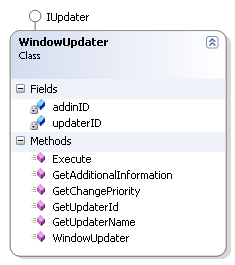 IUpdater
WindowUpdater
Class
Fields
addinID
updaterID
Methods
Execute
GetAdditionalInformation
GetChangePriority
GetUpdaterId
GetUpdaterName
WindowUpdater